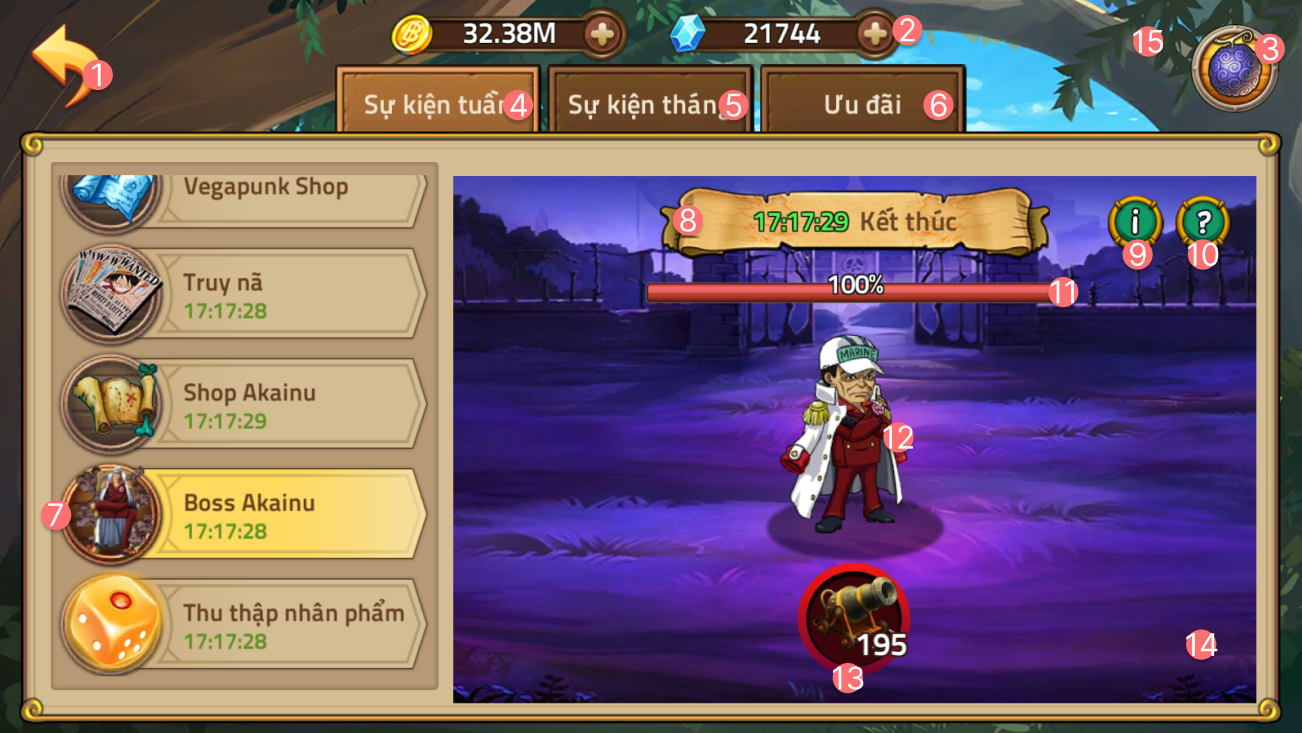 32.38M
21744
2
15
3
1
Sự kiện tuần 4
Sự kiện tháng 5
Ưu đãi 6
Vegapunk Shop
Truy nã
17:17:28
Shop Akainu
17:17:29
7
Boss Akainu
17:17:28
Thu thập nhân phẩm
17:17:28
8
17:17:29 Kết thúc
i
?
9
10
100%
11
MARINE
12
195
13
14
WANTED